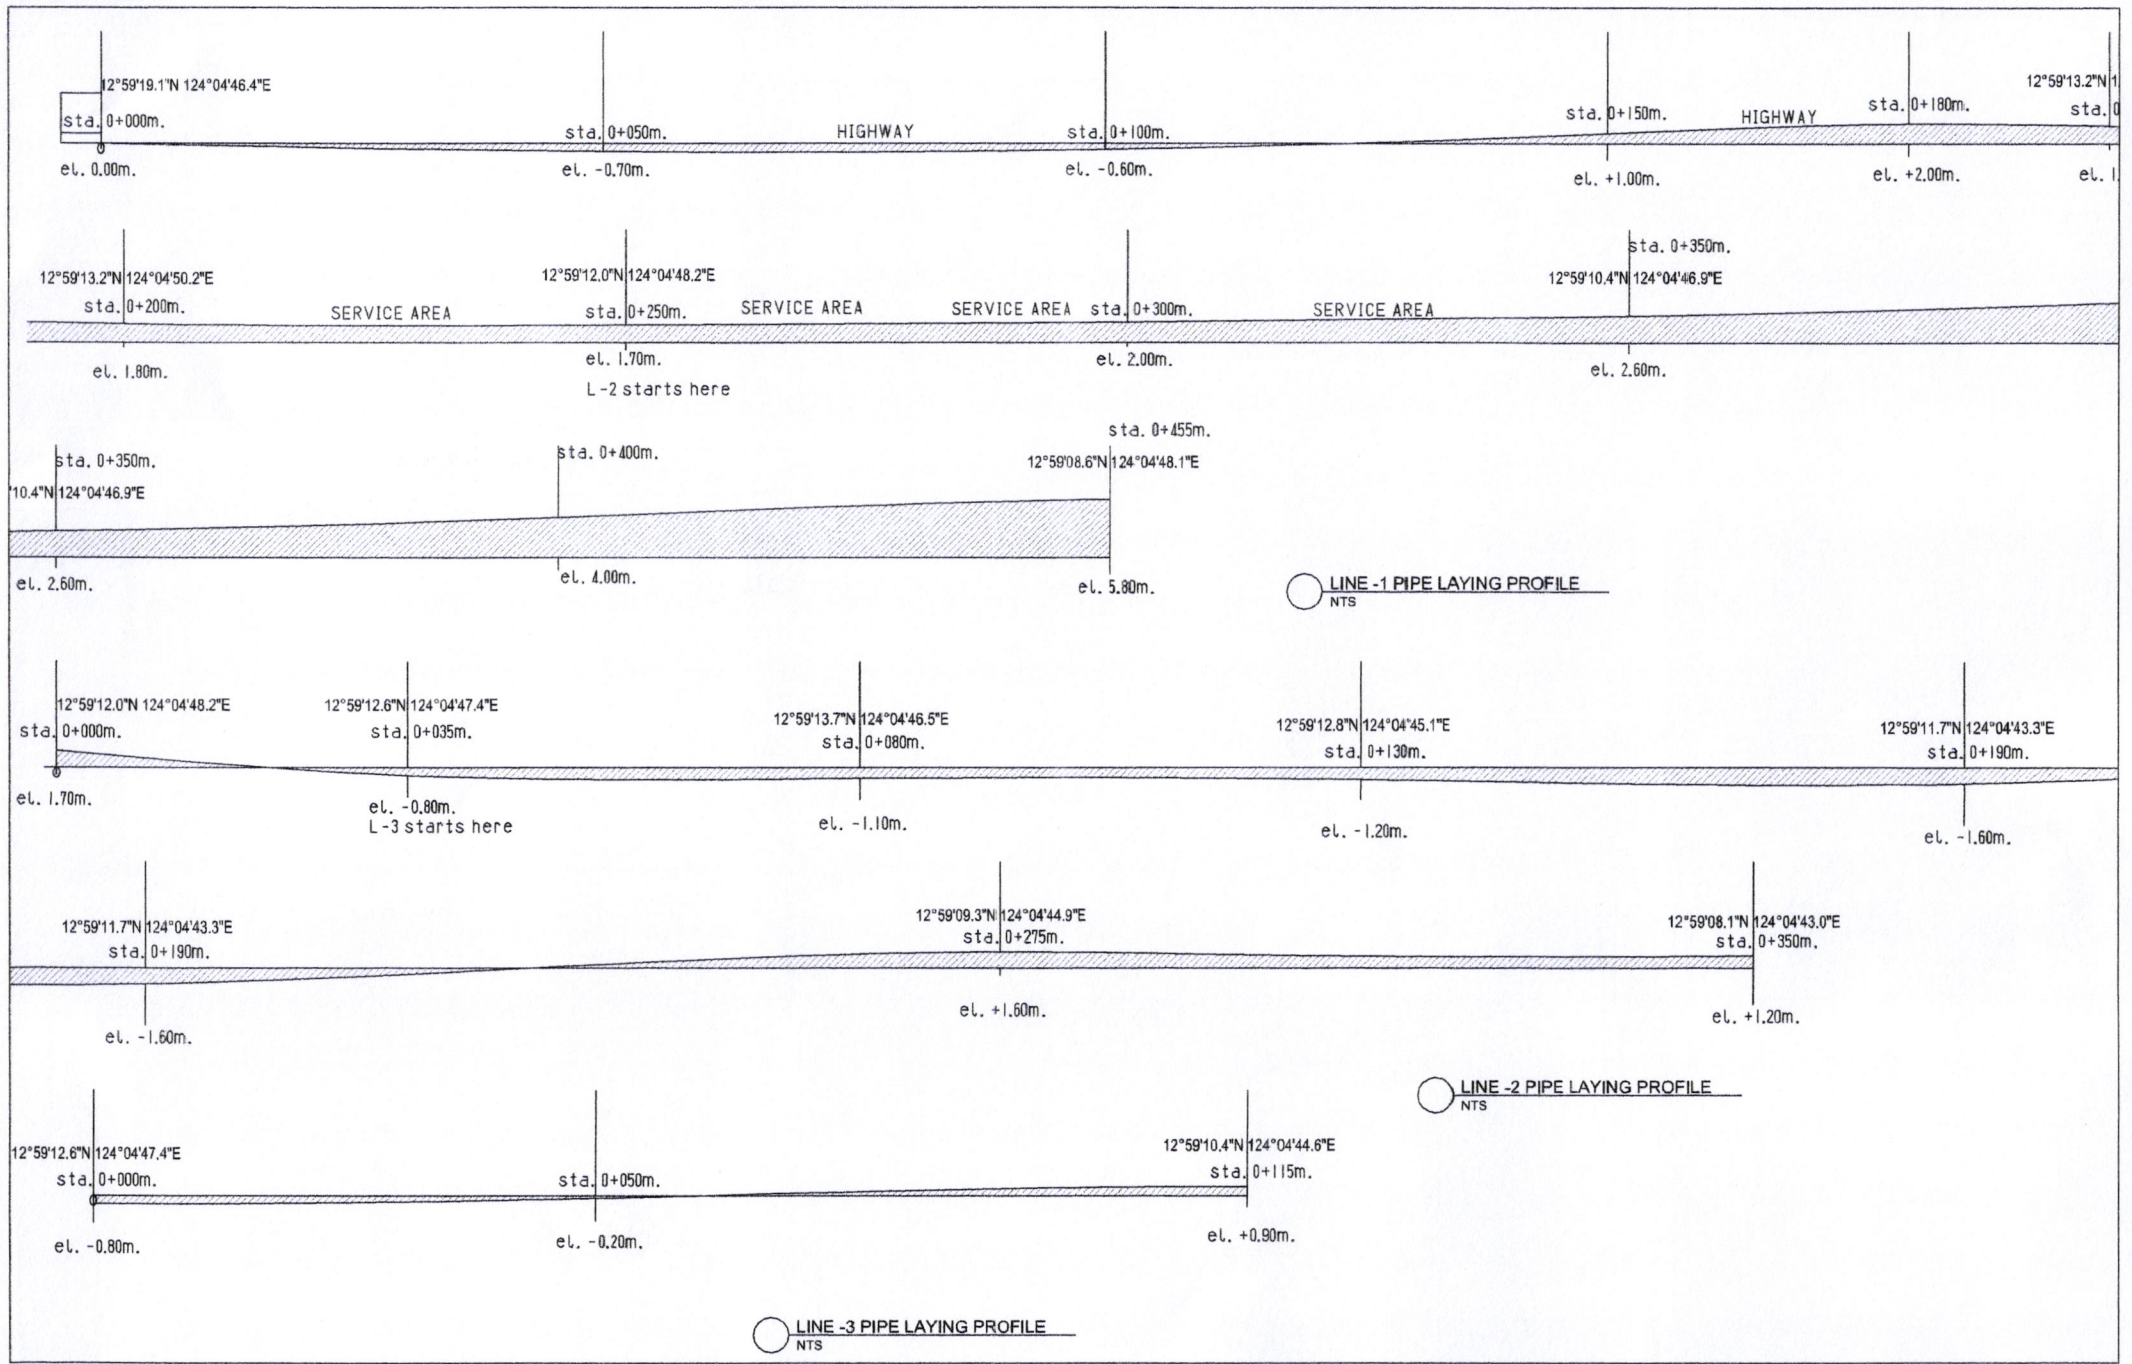 12°59'19.1"N 124°04'46.4"E
sta. 0+000m.
el. 0.00m.
sta. 0+050m.
el. -0.70m.
HIGHWAY
sta. 0+100m.
el. -0.60m.
sta. 0+150m.
el. +1.00m.
HIGHWAY
sta. 0+180m.
el. +2.00m.
12°59'13.2"N 1
sta. 0
el. 1.
12°59'13.2"N 124°04'50.2"E
sta. 0+200m.
el. 1.80m.
SERVICE AREA
12°59'12.0"N 124°04'48.2"E
sta. 0+250m.
el. 1.70m.
L-2 starts here
SERVICE AREA
SERVICE AREA
sta. 0+300m.
el. 2.00m.
SERVICE AREA
sta. 0+350m.
12°59'10.4"N 124°04'46.9"E
el. 2.60m.
sta. 0+350m.
'10.4"N 124°04'46.9"E
el. 2.60m.
sta. 0+400m.
el. 4.00m.
sta. 0+455m.
12°59'08.6"N 124°04'48.1"E
el. 5.80m.
LINE -1 PIPE LAYING PROFILE
NTS
12°59'12.0"N 124°04'48.2"E
sta. 0+000m.
el. 1.70m.
12°59'12.6"N 124°04'47.4"E
sta. 0+035m.
el. -0.80m.
L-3 starts here
12°59'13.7"N 124°04'46.5"E
sta. 0+080m.
el. -1.10m.
12°59'12.8"N 124°04'45.1"E
sta. 0+130m.
el. -1.20m.
12°59'11.7"N 124°04'43.3"E
sta. 0+190m.
el. -1.60m.
12°59'11.7"N 124°04'43.3"E
sta. 0+190m.
el. -1.60m.
12°59'09.3"N 124°04'44.9"E
sta. 0+275m.
el. +1.60m.
12°59'08.1"N 124°04'43.0"E
sta. 0+350m.
el. +1.20m.
LINE -2 PIPE LAYING PROFILE
NTS
12°59'12.6"N 124°04'47.4"E
sta. 0+000m.
el. -0.80m.
sta. 0+050m.
el. -0.20m.
12°59'10.4"N 124°04'44.6"E
sta. 0+115m.
el. +0.90m.
LINE -3 PIPE LAYING PROFILE
NTS